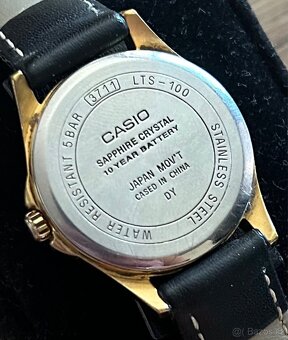 3711 LTS-100
CASIO
SAPPHIRE CRYSTAL
10 YEAR BATTERY
JAPAN MOV'T
CASED IN CHINA
DY
WATER RESISTANT 5BAR
STAINLESS STEEL